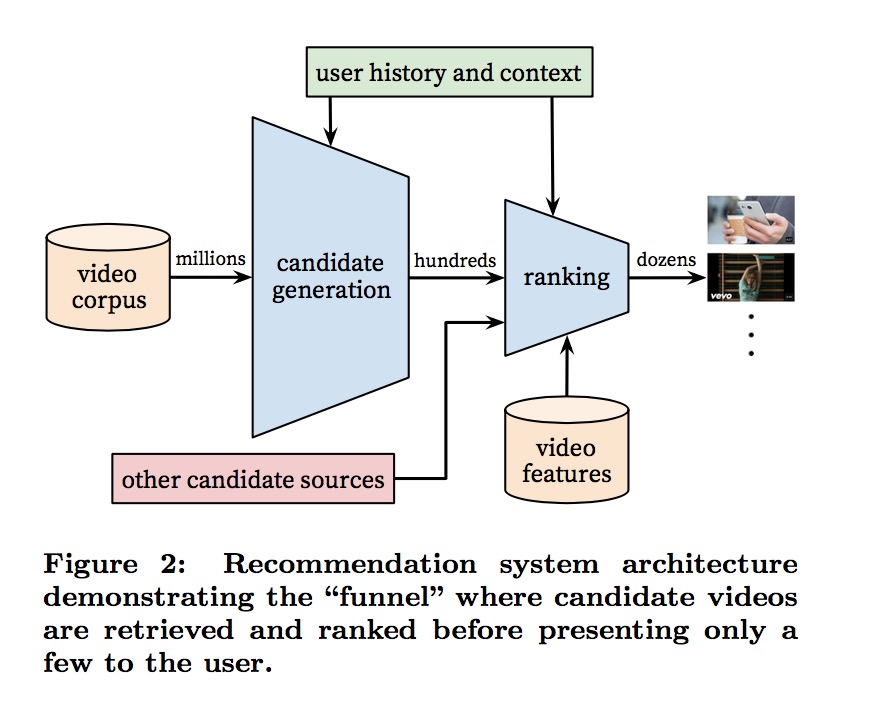 user history and context
video
corpus
millions
candidate
generation
hundreds
ranking
dozens
vevo
other candidate sources
video
features
Figure 2: Recommendation system architecture
demonstrating the “funnel” where candidate videos
are retrieved and ranked before presenting only a
few to the user.